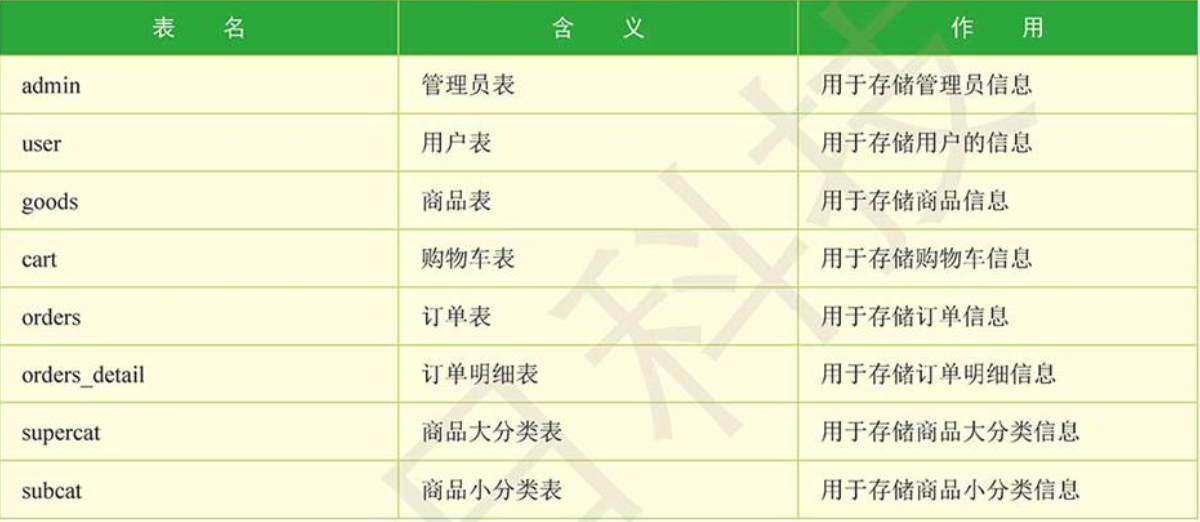 表 名 含 义 作 用
admin 管理员表 用于存储管理员信息
user 用户表 用于存储用户的信息
goods 商品表 用于存储商品信息
cart 购物车表 用于存储购物车信息
orders 订单表 用于存储订单信息
orders_detail 订单明细表 用于存储订单明细信息
supercat 商品大分类表 用于存储商品大分类信息
subcat 商品小分类表 用于存储商品小分类信息
科技